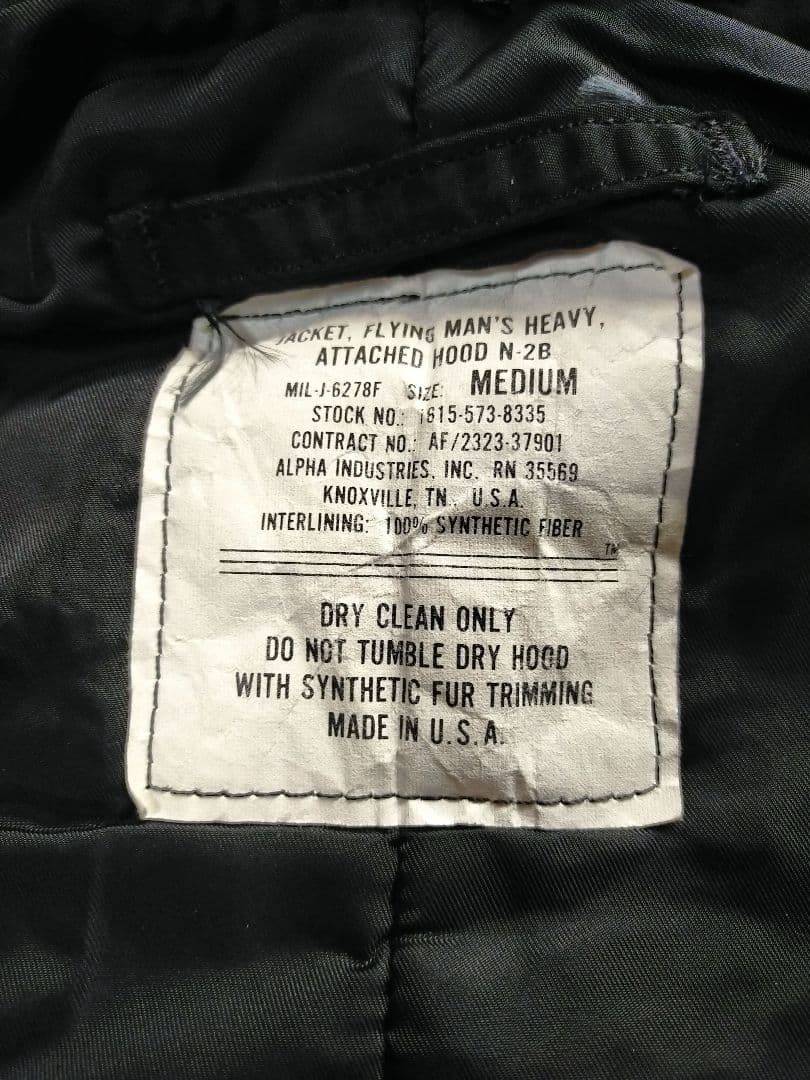 JACKET, FLYING MAN'S HEAVY,
ATTACHED HOOD N-2B
MIL-J-6278F SIZE: MEDIUM
STOCK NO.: 1615-573-8335
CONTRACT NO.: AF/2323-37901
ALPHA INDUSTRIES, INC. RN 35569
KNOXVILLE, TN., U.S.A.
INTERLINING: 100% SYNTHETIC FIBER
TM
DRY CLEAN ONLY
DO NOT TUMBLE DRY HOOD
WITH SYNTHETIC FUR TRIMMING
MADE IN U.S.A.